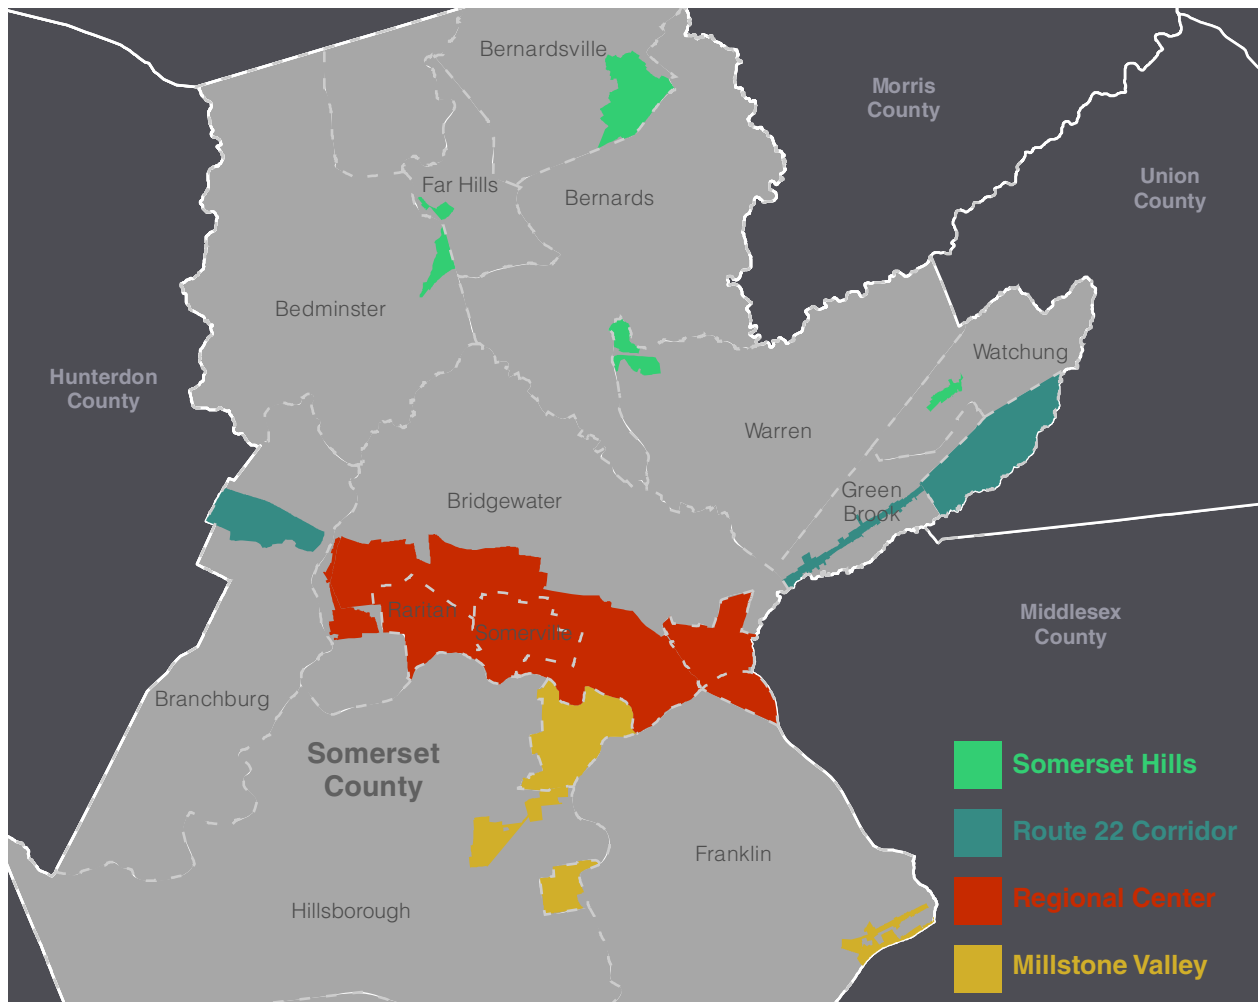 Bernardsville
Morris
County
Far Hills
Bernards
Union
County
Bedminster
Watchung
Hunterdon
County
Warren
Bridgewater
Green
Brook
Raritan
Somerville
Middlesex
County
Branchburg
Somerset
County
Somerset Hills
Route 22 Corridor
Franklin
Regional Center
Hillsborough
Millstone Valley